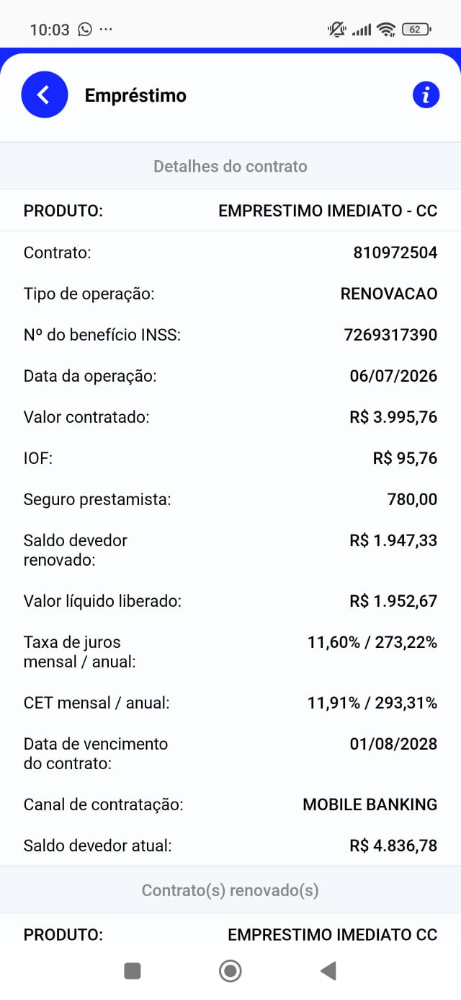 10:03 ...
62
Empréstimo
i
Detalhes do contrato
PRODUTO: EMPRESTIMO IMEDIATO - CC
Contrato: 810972504
Tipo de operação: RENOVACAO
Nº do benefício INSS: 7269317390
Data da operação: 06/07/2026
Valor contratado: R$ 3.995,76
IOF: R$ 95,76
Seguro prestamista: 780,00
Saldo devedor R$ 1.947,33
renovado:
Valor líquido liberado: R$ 1.952,67
Taxa de juros 11,60% / 273,22%
mensal / anual:
CET mensal / anual: 11,91% / 293,31%
Data de vencimento 01/08/2028
do contrato:
Canal de contratação: MOBILE BANKING
Saldo devedor atual: R$ 4.836,78
Contrato(s) renovado(s)
PRODUTO: EMPRESTIMO IMEDIATO CC